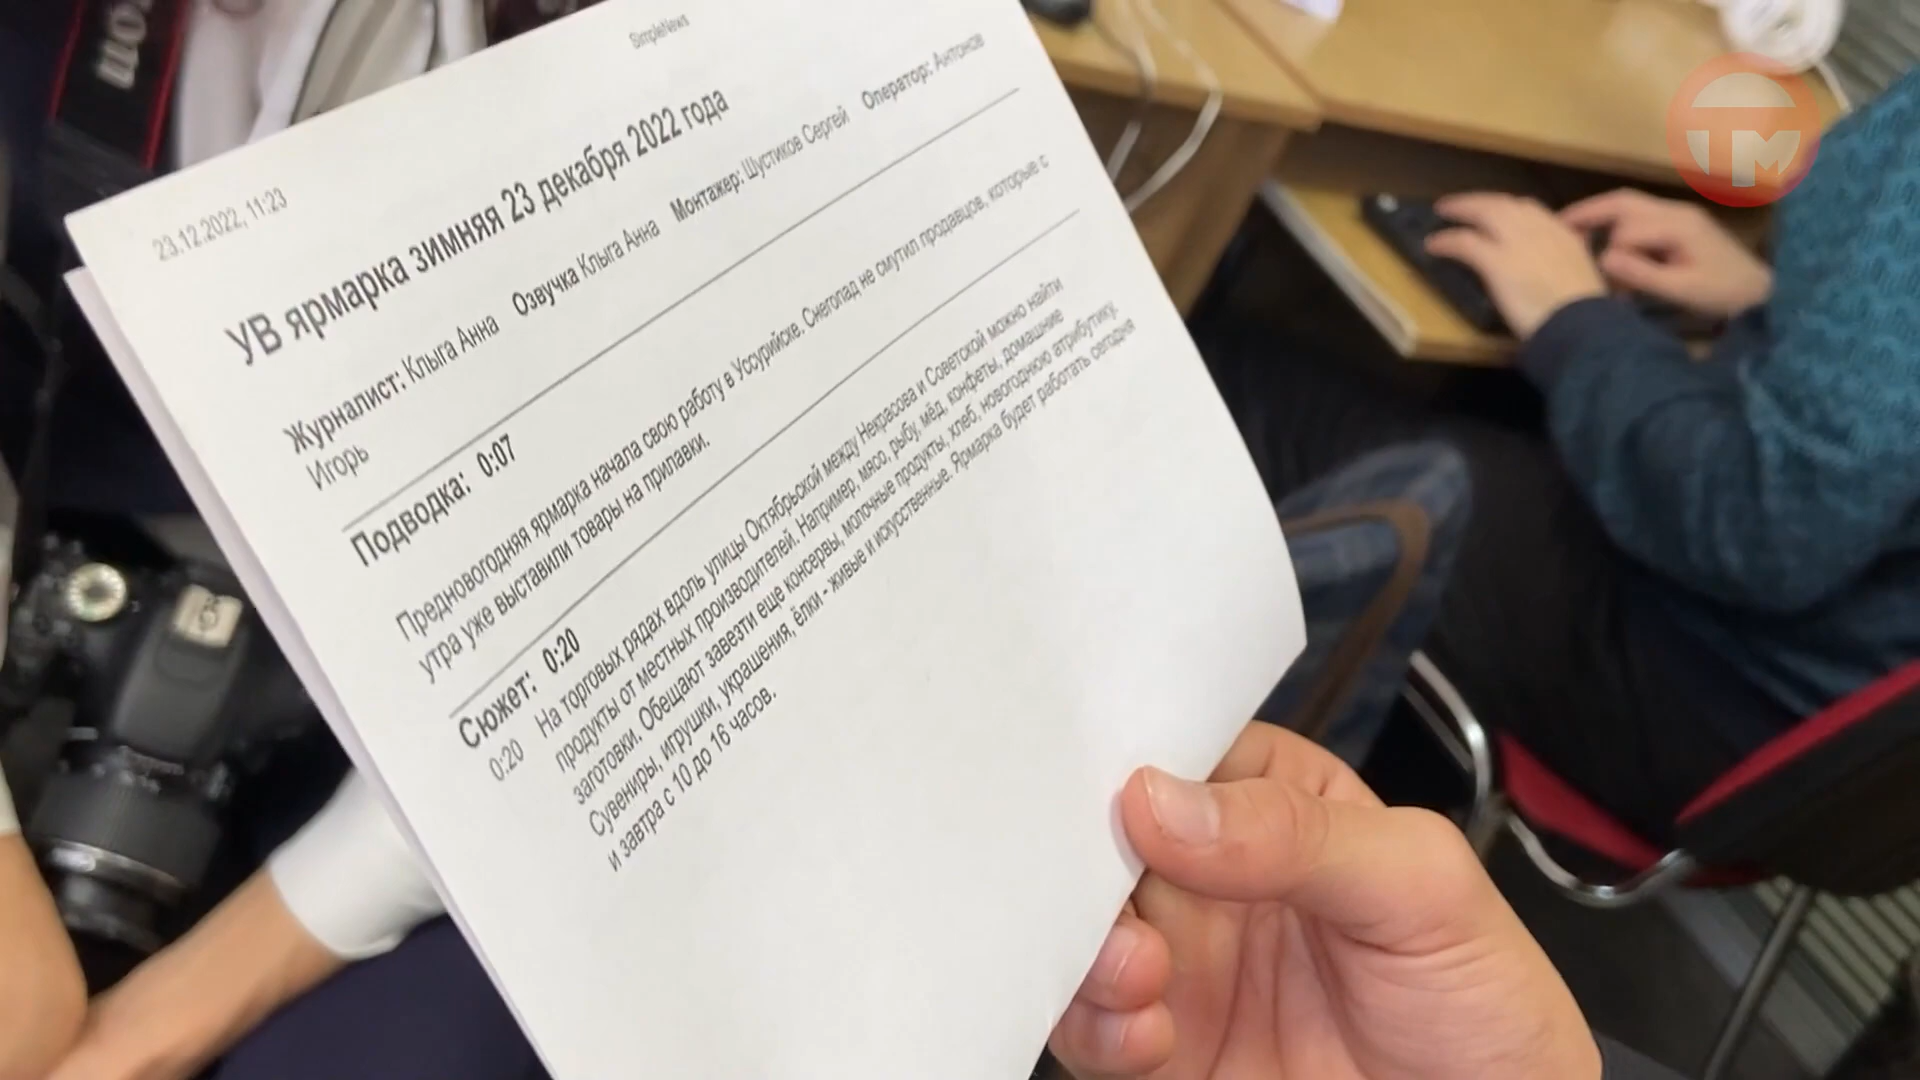 SimpleNews
23.12.2022, 11:23
УВ ярмарка зимняя 23 декабря 2022 года
Журналист: Клыга Анна Озвучка Клыга Анна Монтажер: Шустиков Сергей Оператор: Антонов
Игорь
Подводка: 0:07
Предновогодняя ярмарка начала свою работу в Уссурийске. Снегопад не смутил продавцов, которые с
утра уже выставили товары на прилавки.
Сюжет: 0:20
0:20 На торговых рядах вдоль улицы Октябрьской между Некрасова и Советской можно найти
продукты от местных производителей. Например, мясо, рыбу, мёд, конфеты, домашние
заготовки. Обещают завезти еще консервы, молочные продукты, хлеб, новогоднюю атрибутику.
Сувениры, игрушки, украшения, ёлки - живые и искусственные. Ярмарка будет работать сегодня
и завтра с 10 до 16 часов.
ТМ